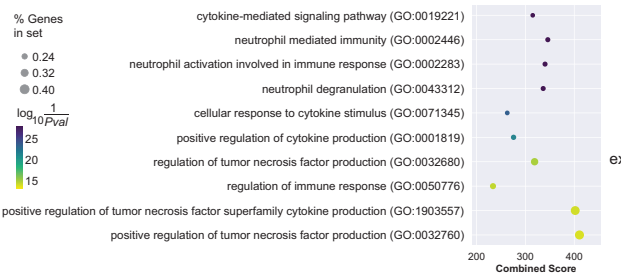 % Genes
in set
0.24
0.32
0.40
log10 1/Pval
25
20
15
cytokine-mediated signaling pathway (GO:0019221)
neutrophil mediated immunity (GO:0002446)
neutrophil activation involved in immune response (GO:0002283)
neutrophil degranulation (GO:0043312)
cellular response to cytokine stimulus (GO:0071345)
positive regulation of cytokine production (GO:0001819)
regulation of tumor necrosis factor production (GO:0032680)
regulation of immune response (GO:0050776)
positive regulation of tumor necrosis factor superfamily cytokine production (GO:1903557)
positive regulation of tumor necrosis factor production (GO:0032760)
200 300 400
Combined Score